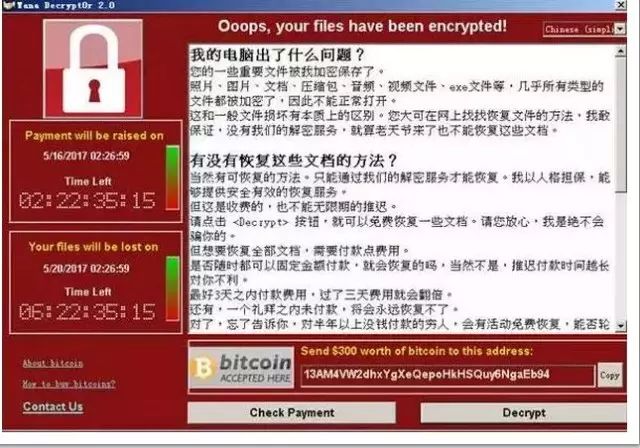 Wana Decrypt0r 2.0
Ooops, your files have been encrypted!
Chinese (simpli
Payment will be raised on
5/16/2017 02:26:59
Time Left
02:22:35:15
Your files will be lost on
5/20/2017 02:26:59
Time Left
06:22:35:15
About bitcoin
How to buy bitcoins?
Contact Us
我的电脑出了什么问题？
您的一些重要文件被我加密保存了。
照片、图片、文档、压缩包、音频、视频文件、exe文件等，几乎所有类型的
文件都被加密了，因此不能正常打开。
这和一般文件损坏有本质上的区别。您大可在网上找找恢复文件的方法，我敢
保证，没有我们的解密服务，就算老天爷来了也不能恢复这些文档。
有没有恢复这些文档的方法？
当然有可恢复的方法。只能通过我们的解密服务才能恢复。我以人格担保，能
够提供安全有效的恢复服务。
但这是收费的，也不能无限期的推迟。
请点击 <Decrypt> 按钮，就可以免费恢复一些文档。请您放心，我是绝不会
骗你的。
但想要恢复全部文档，需要付款点费用。
是否随时都可以固定金额付款，就会恢复的吗，当然不是，推迟付款时间越长
对你不利。
最好3天之内付款费用，过了三天费用就会翻倍。
还有，一个礼拜之内未付款，将会永远恢复不了。
对了，忘了告诉你，对半年以上没钱付款的穷人，会有活动免费恢复，能否轮
bitcoin
ACCEPTED HERE
Send $300 worth of bitcoin to this address:
13AM4VW2dhxYgXeQepoHkHSQuy6NgaEb94
Copy
Check Payment
Decrypt